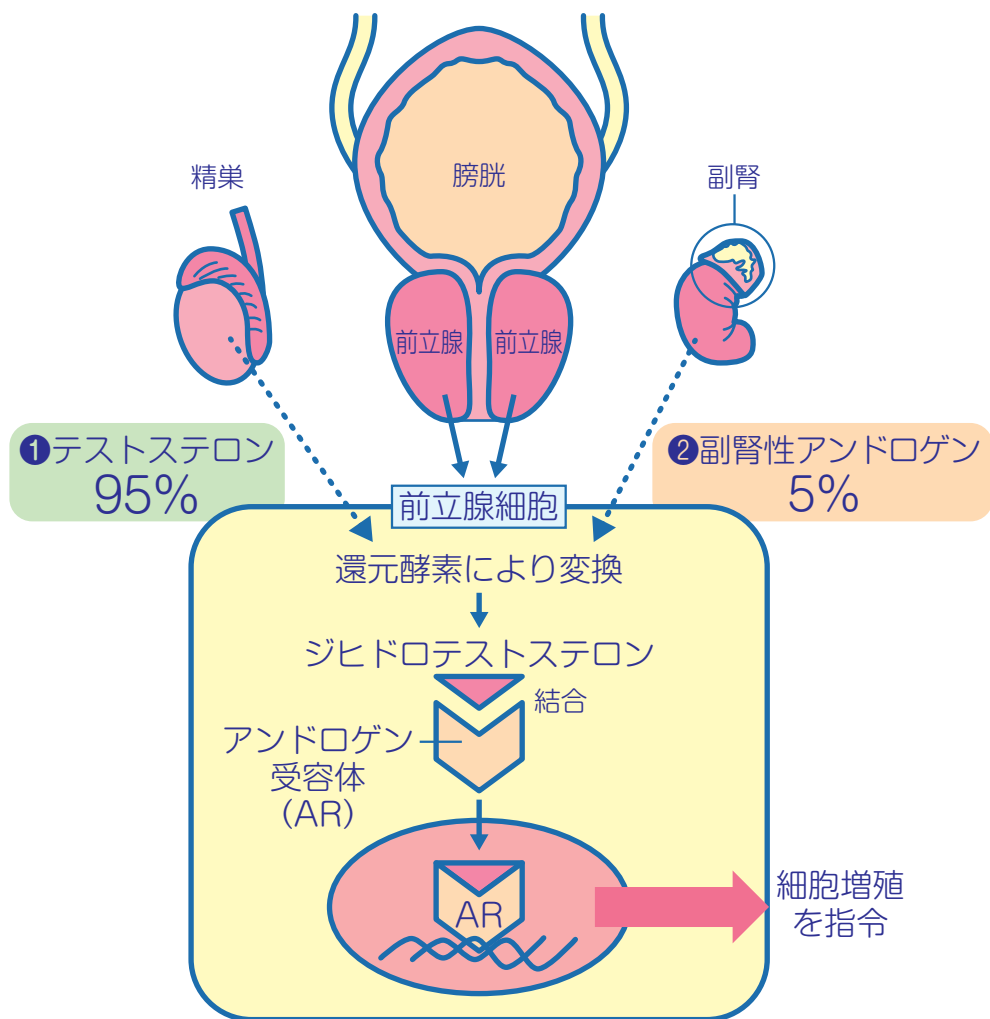 精巣
膀胱
副腎
前立腺
前立腺
❶テストステロン
95%
❷副腎性アンドロゲン
5%
前立腺細胞
還元酵素により変換
ジヒドロテストステロン
結合
アンドロゲン
受容体
(AR)
AR
細胞増殖
を指令